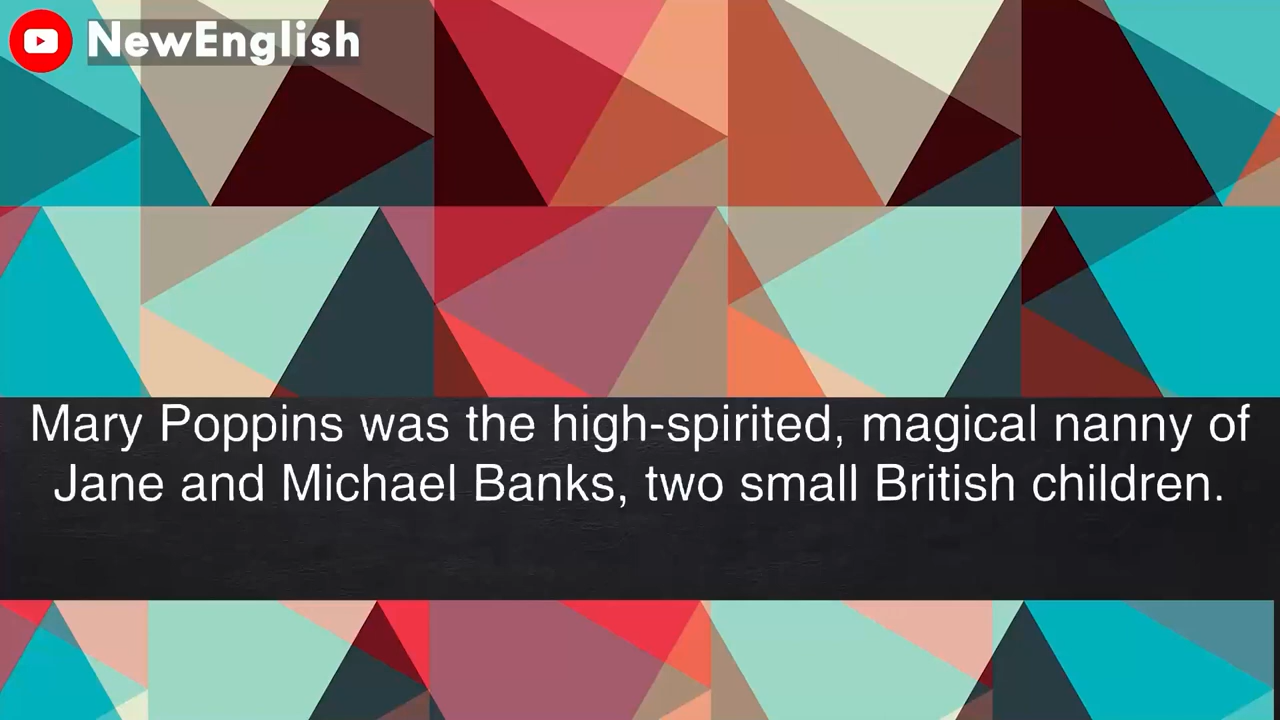 NewEnglish
Mary Poppins was the high-spirited, magical nanny of
Jane and Michael Banks, two small British children.